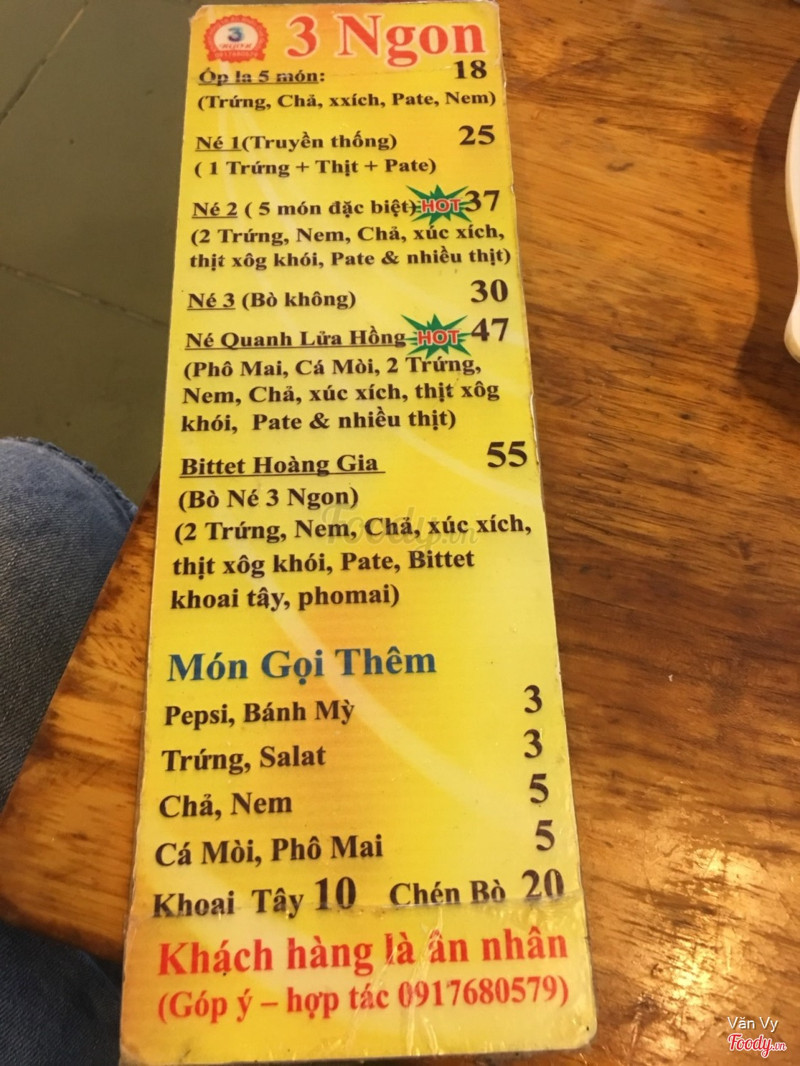 3
3 NGON
0917680579
3 Ngon
Ốp la 5 món: 18
(Trứng, Chả, xxích, Pate, Nem)
Né 1(Truyền thống) 25
( 1 Trứng + Thịt + Pate)
Né 2 ( 5 món đặc biệt) HOT 37
(2 Trứng, Nem, Chả, xúc xích,
thịt xôg khói, Pate & nhiều thịt)
Né 3 (Bò không) 30
Né Quanh Lửa Hồng HOT 47
(Phô Mai, Cá Mòi, 2 Trứng,
Nem, Chả, xúc xích, thịt xôg
khói, Pate & nhiều thịt)
Bittet Hoàng Gia 55
(Bò Né 3 Ngon)
(2 Trứng, Nem, Chả, xúc xích,
thịt xôg khói, Pate, Bittet
khoai tây, phomai)
Foody.vn
Món Gọi Thêm
Pepsi, Bánh Mỳ 3
Trứng, Salat 3
Chả, Nem 5
Cá Mòi, Phô Mai 5
Khoai Tây 10 Chén Bò 20
Khách hàng là ân nhân
(Góp ý – hợp tác 0917680579)
Văn Vy
Foody.vn